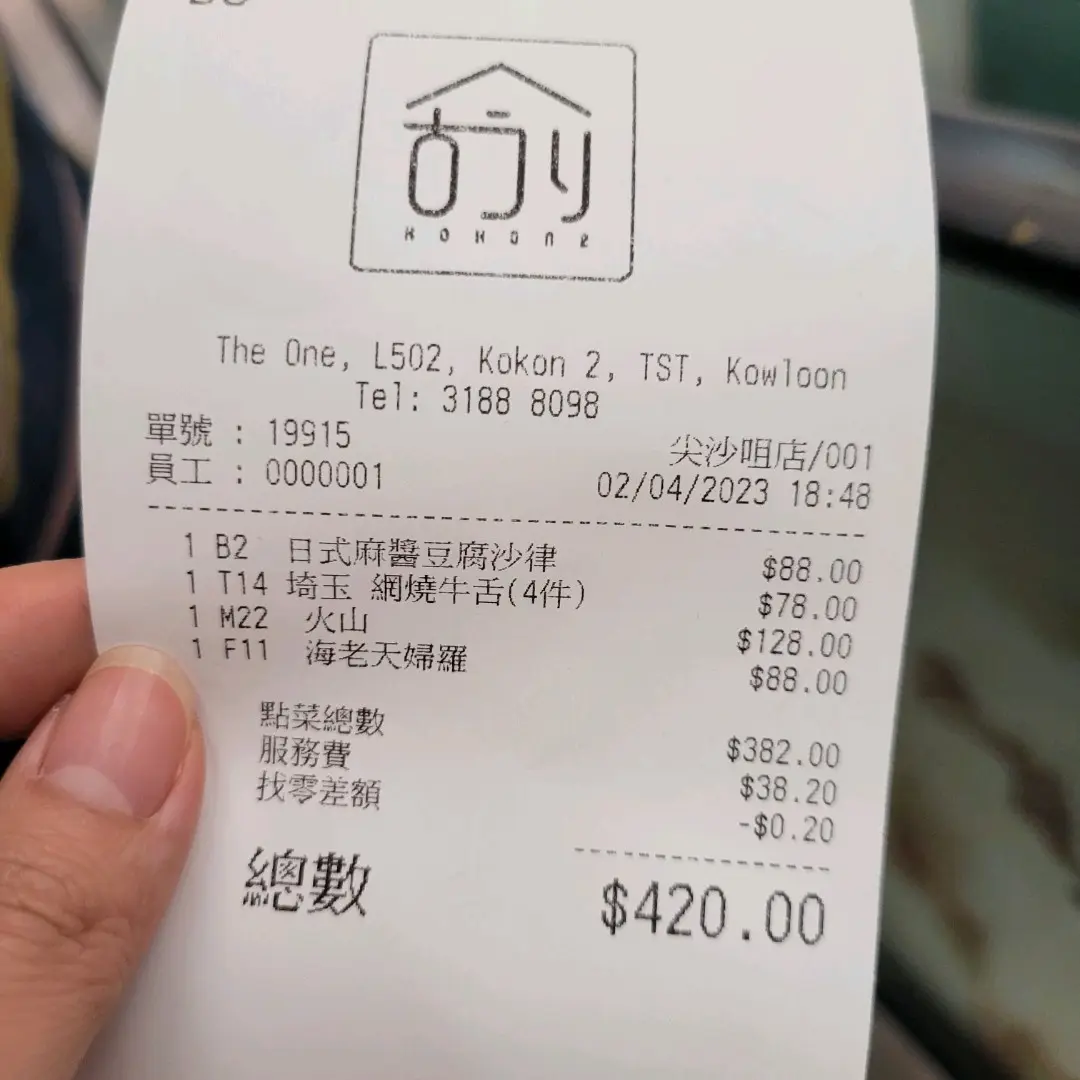 KOKON2
The One, L502, Kokon 2, TST, Kowloon
Tel: 3188 8098
單號 : 19915
尖沙咀店/001
員工 : 0000001
02/04/2023 18:48
1 B2 日式麻醬豆腐沙律 $88.00
1 T14 埼玉 網燒牛舌(4件) $78.00
1 M22 火山 $128.00
1 F11 海老天婦羅 $88.00
點菜總數 $382.00
服務費 $38.20
找零差額 -$0.20
總數 $420.00